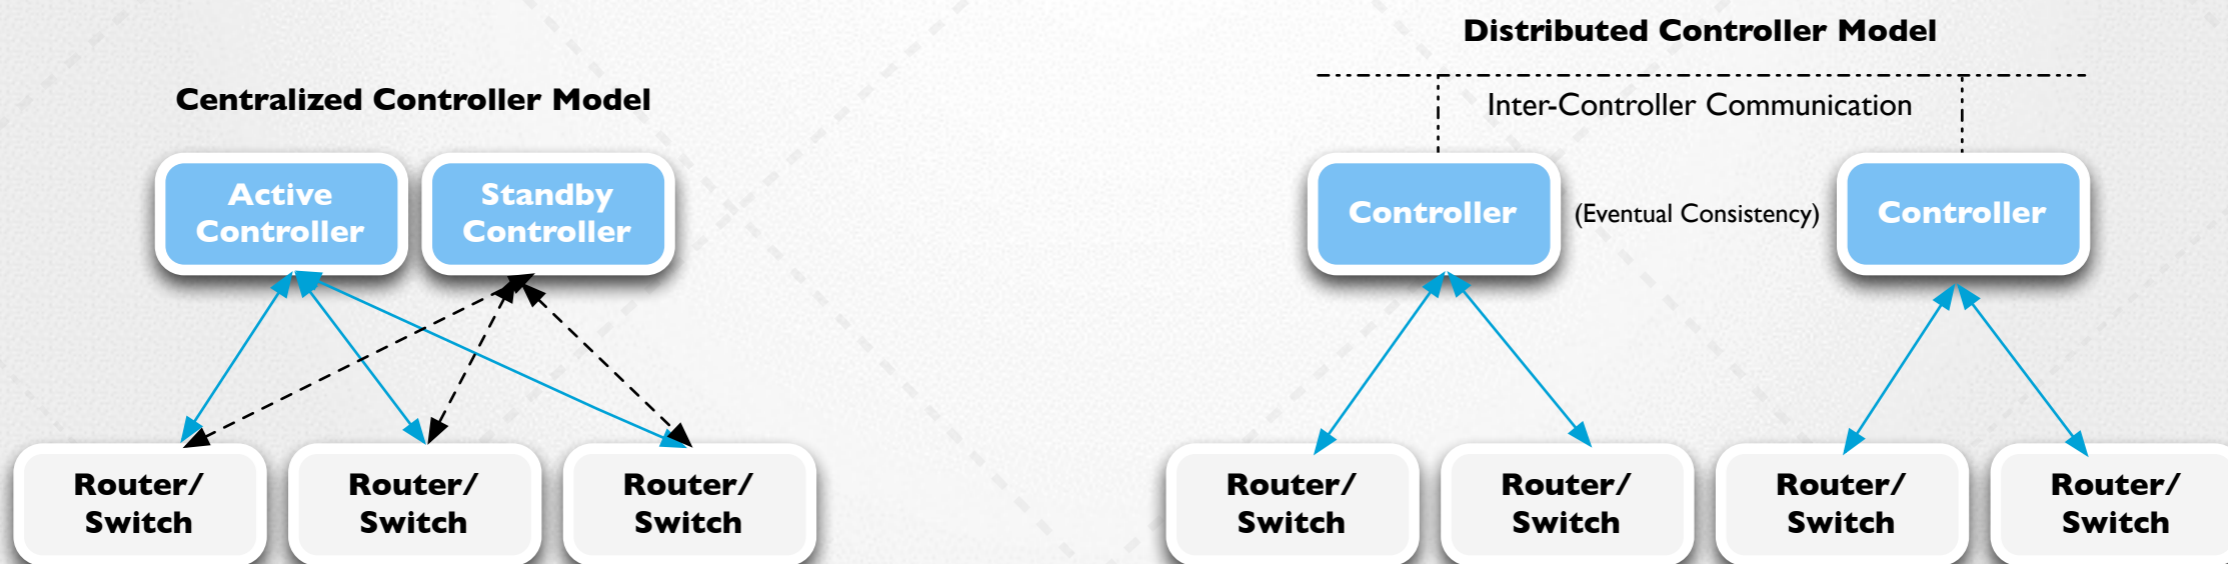 Centralized Controller Model
Active
Controller
Standby
Controller
Router/
Switch
Router/
Switch
Router/
Switch
Distributed Controller Model
Inter-Controller Communication
Controller
(Eventual Consistency)
Controller
Router/
Switch
Router/
Switch
Router/
Switch
Router/
Switch